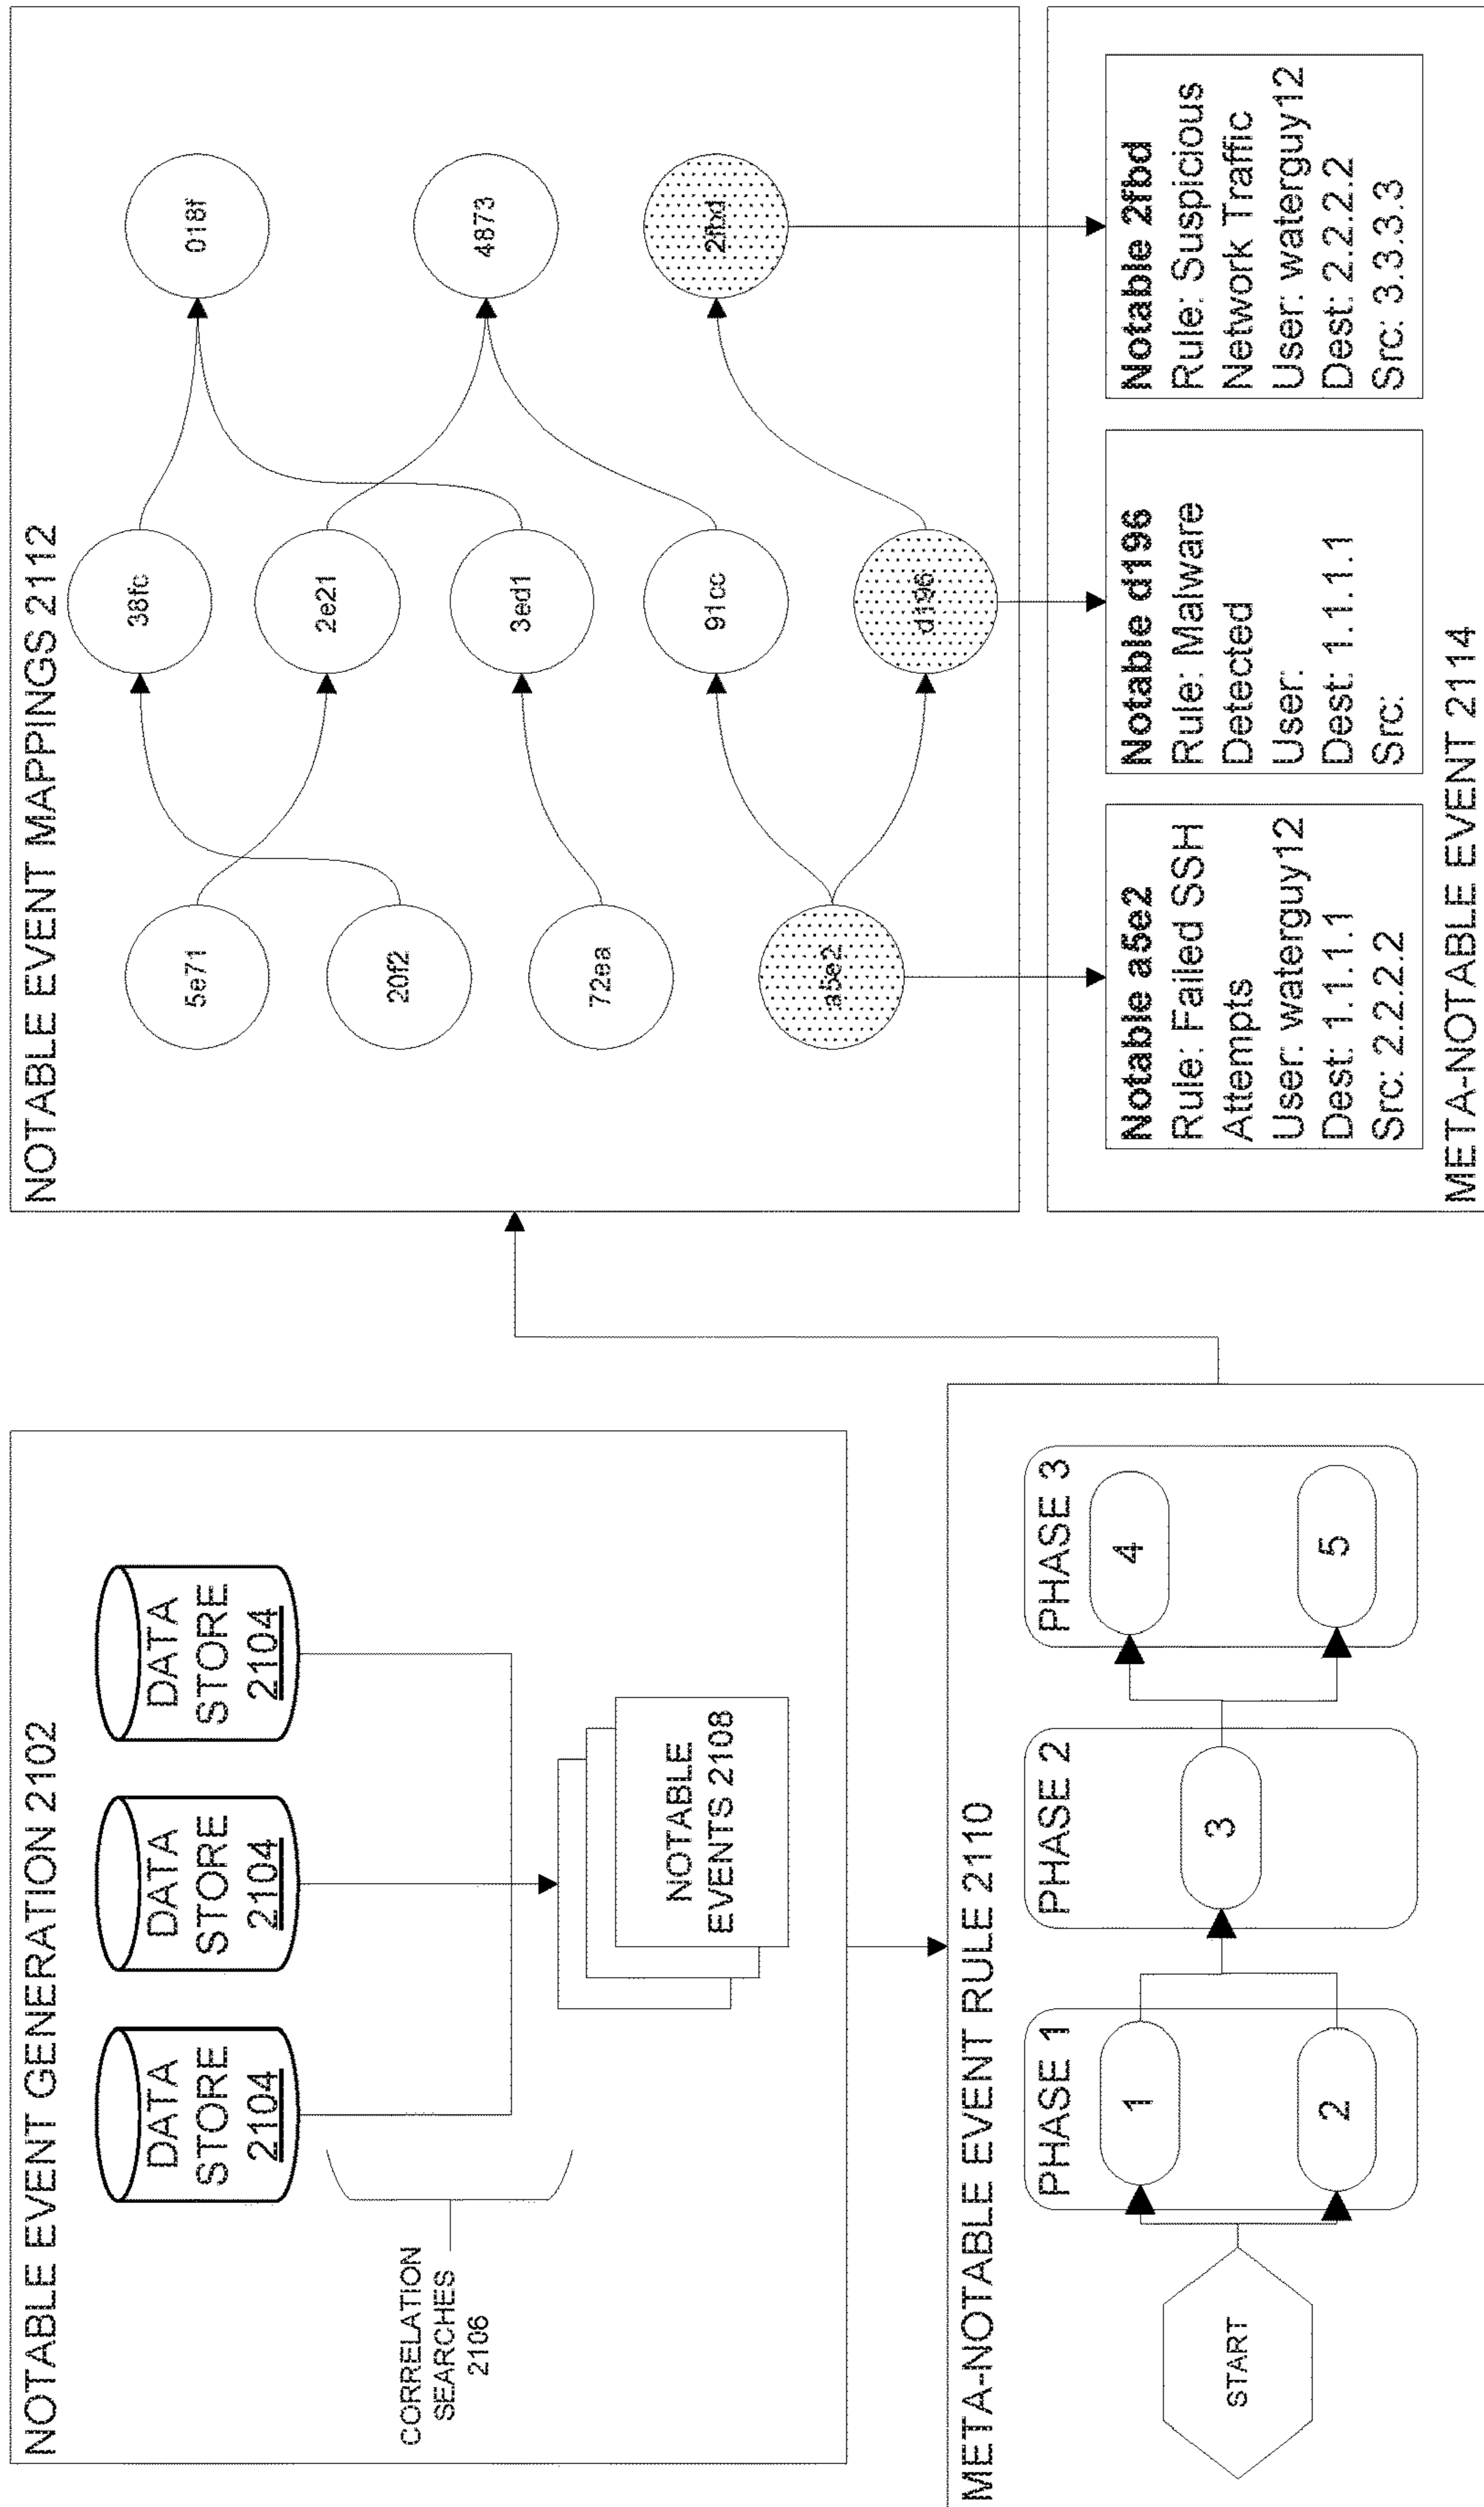 NOTABLE EVENT GENERATION 2102
DATA
STORE
2104
DATA
STORE
2104
DATA
STORE
2104
CORRELATION
SEARCHES
2106
NOTABLE
EVENTS 2108
META-NOTABLE EVENT RULE 2110
START
PHASE 1
1
2
PHASE 2
3
PHASE 3
4
5
NOTABLE EVENT MAPPINGS 2112
5e71
20f2
72ea
a5e2
38fc
2e21
3ed1
91cc
d196
018f
4873
2fbd
Notable a5e2
Rule: Failed SSH
Attempts
User: waterguy12
Dest: 1.1.1.1
Src: 2.2.2.2
Notable d196
Rule: Malware
Detected
User:
Dest: 1.1.1.1
Src:
Notable 2fbd
Rule: Suspicious
Network Traffic
User: waterguy12
Dest: 2.2.2.2
Src: 3.3.3.3
META-NOTABLE EVENT 2114